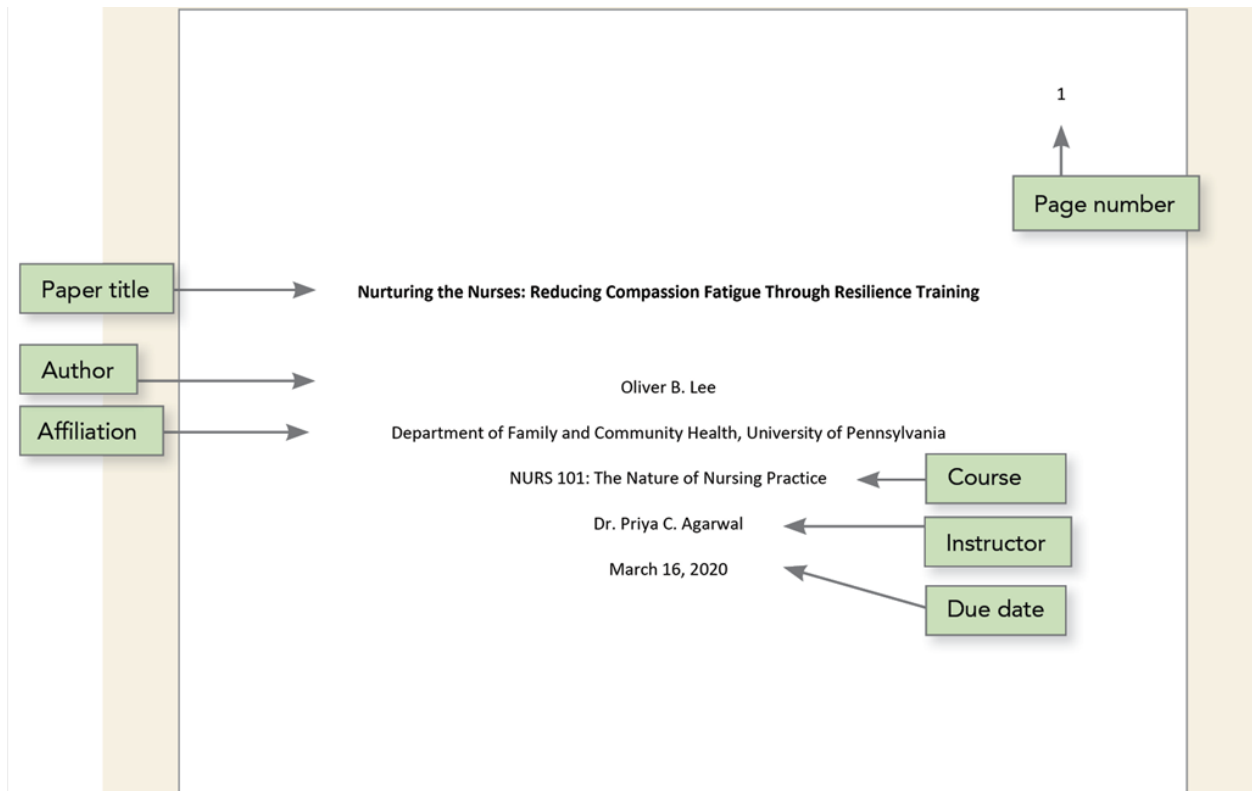 1
Page number
Paper title
Nurturing the Nurses: Reducing Compassion Fatigue Through Resilience Training
Author
Oliver B. Lee
Affiliation
Department of Family and Community Health, University of Pennsylvania
NURS 101: The Nature of Nursing Practice
Course
Dr. Priya C. Agarwal
Instructor
March 16, 2020
Due date